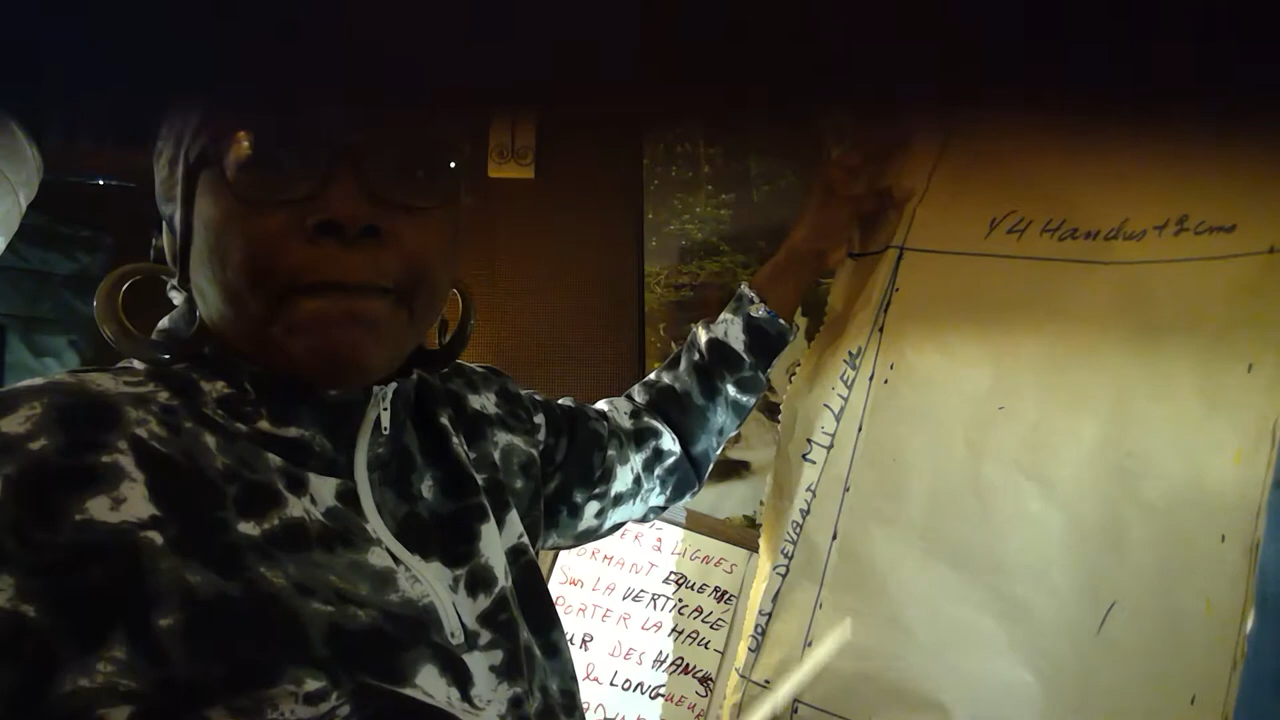 1/4 Hanches + 2 cms
DOS - DEVANT MiLiEU
ER 2 LiGNES
FORMANT EQUERRE
Sur LA VERTiCALE
PORTER LA HAU-
UR DES HANCHES
la LONGUEUR